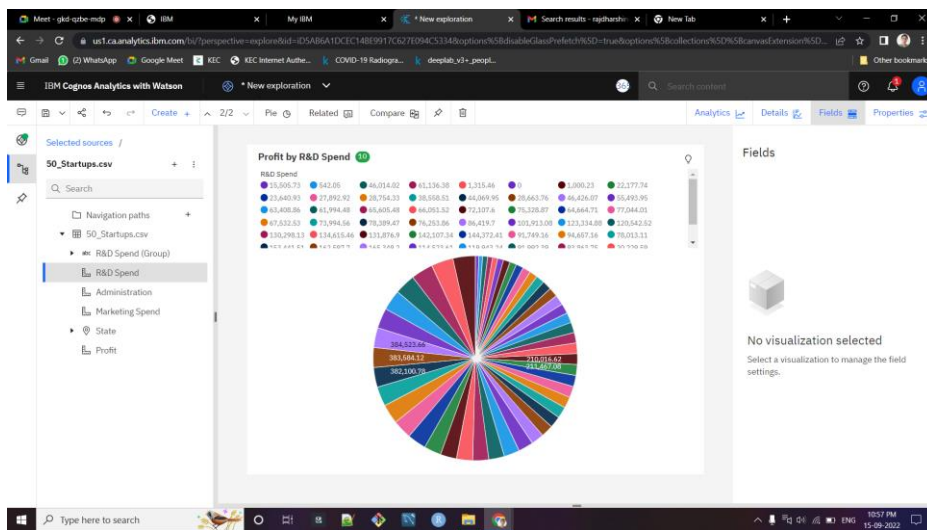 Meet - gkd-qzbe-mdp
IBM
My IBM
* New exploration
Search results - rajdharshin
New Tab
us1.ca.analytics.ibm.com/bi/?perspective=explore&id=iD5AB6A1DCEC14BE9917C627E094C5334&options%5BdisableGlassPrefetch%5D=true&options%5Bcollections%5D%5BcanvasExtension%5D...
Gmail
(2) WhatsApp
Google Meet
KEC
KEC Internet Authe...
COVID-19 Radiogra...
deeplab_v3+_peopl...
Other bookmark
IBM Cognos Analytics with Watson
* New exploration
Search content
Create +
2/2
Pie
Related
Compare
Analytics
Details
Fields
Properties
Selected sources /
50_Startups.csv
Search
Navigation paths
50_Startups.csv
abc R&D Spend (Group)
R&D Spend
Administration
Marketing Spend
State
Profit
Profit by R&D Spend 10
R&D Spend
15,505.73 542.05 46,014.02 61,136.38 1,315.46 0 1,000.23 22,177.74
23,640.93 27,892.92 28,754.33 38,558.51 44,069.95 28,663.76 46,426.07 55,493.95
63,408.86 61,994.48 65,605.48 66,051.52 72,107.6 75,328.87 64,664.71 77,044.01
67,532.53 73,994.56 78,389.47 76,253.86 86,419.7 101,913.08 123,334.88 120,542.52
130,298.13 134,615.46 131,876.9 142,107.34 144,372.41 91,749.16 94,657.16 78,013.11
384,523.66
383,584.12
382,100.78
210,016.62
211,467.08
Fields
No visualization selected
Select a visualization to manage the field
settings.
Type here to search
ENG
10:57 PM
15-09-2022